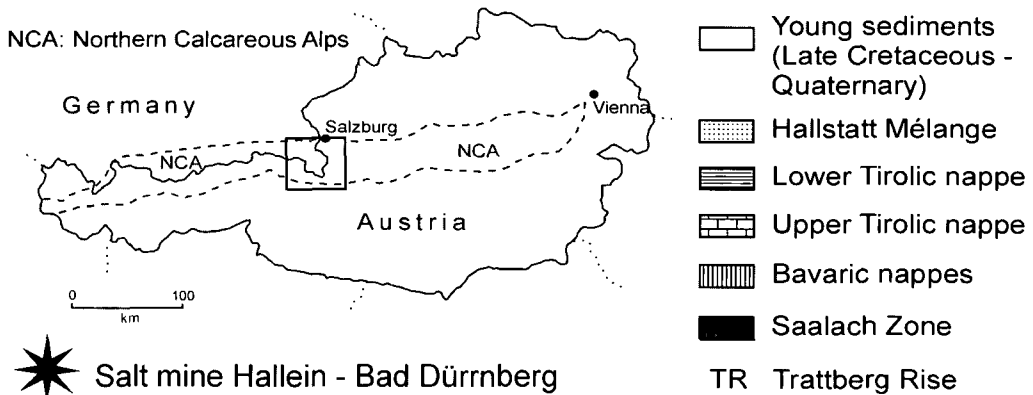 NCA: Northern Calcareous Alps
Germany
Vienna
Salzburg
NCA
NCA
Austria
0 100
km
Salt mine Hallein - Bad Dürrnberg
Young sediments
(Late Cretaceous -
Quaternary)
Hallstatt Mélange
Lower Tirolic nappe
Upper Tirolic nappe
Bavaric nappes
Saalach Zone
TR Trattberg Rise